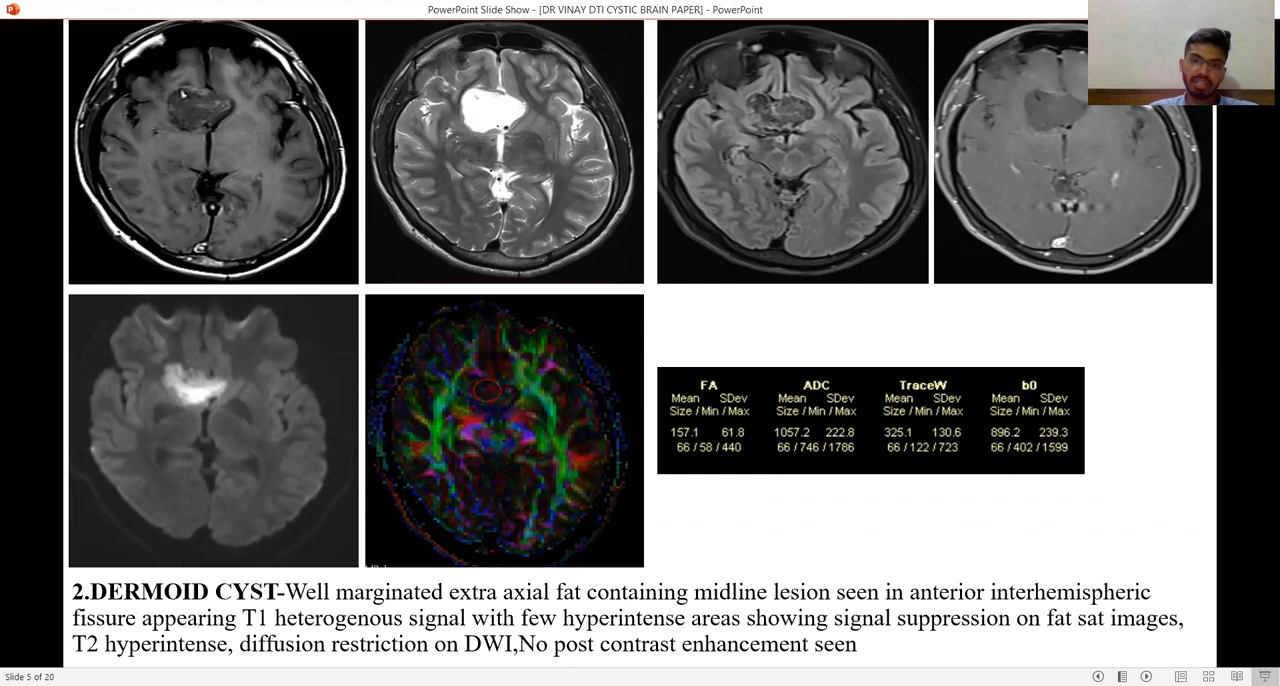 PowerPoint Slide Show - [DR VINAY DTI CYSTIC BRAIN PAPER] - PowerPoint
FA ADC TraceW b0
Mean SDev Mean SDev Mean SDev Mean SDev
Size / Min / Max Size / Min / Max Size / Min / Max Size / Min / Max
157.1 61.8 1057.2 222.8 325.1 130.6 896.2 239.3
66 / 58 / 440 66 / 746 / 1786 66 / 122 / 723 66 / 402 / 1599
2.DERMOID CYST-Well marginated extra axial fat containing midline lesion seen in anterior interhemispheric
fissure appearing T1 heterogenous signal with few hyperintense areas showing signal suppression on fat sat images,
T2 hyperintense, diffusion restriction on DWI,No post contrast enhancement seen
Slide 5 of 20